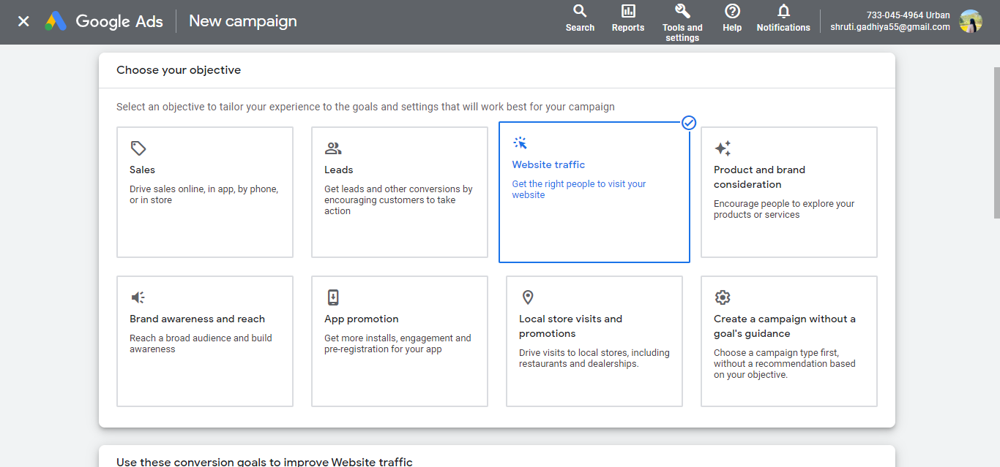 Google Ads
New campaign
Search
Reports
Tools and
settings
Help
Notifications
733-045-4964 Urban
shruti.gadhiya55@gmail.com
Choose your objective
Select an objective to tailor your experience to the goals and settings that will work best for your campaign
Sales
Drive sales online, in app, by phone,
or in store
Leads
Get leads and other conversions by
encouraging customers to take
action
Website traffic
Get the right people to visit your
website
Product and brand
consideration
Encourage people to explore your
products or services
Brand awareness and reach
Reach a broad audience and build
awareness
App promotion
Get more installs, engagement and
pre-registration for your app
Local store visits and
promotions
Drive visits to local stores, including
restaurants and dealerships.
Create a campaign without a
goal's guidance
Choose a campaign type first,
without a recommendation based
on your objective.
Use these conversion goals to improve Website traffic